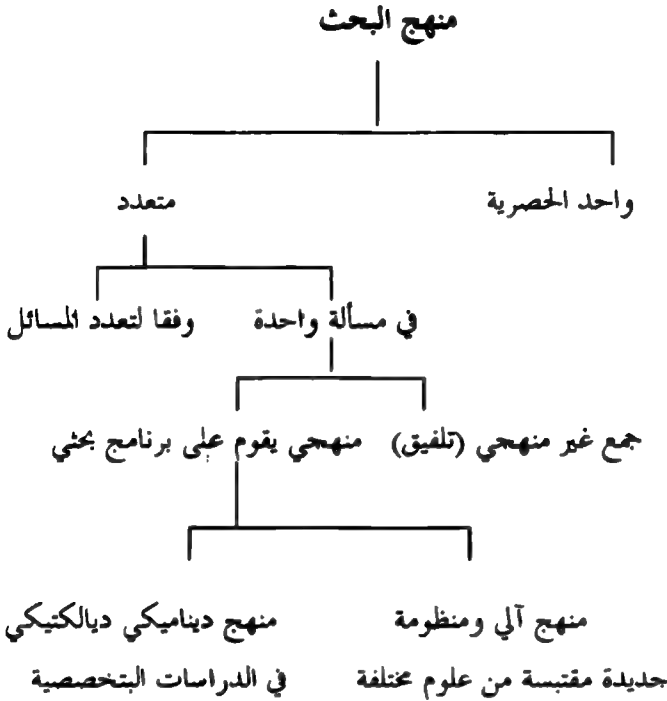 منهج البحث
واحد الحصرية
متعدد
في مسألة واحدة
وفقا لتعدد المسائل
جمع غير منهجي (تلفيق)
منهجي يقوم على برنامج بحثي
منهج آلي ومنظومة
جديدة مقتبسة من علوم مختلفة
منهج ديناميكي ديالكتيكي
في الدراسات البتخصصية